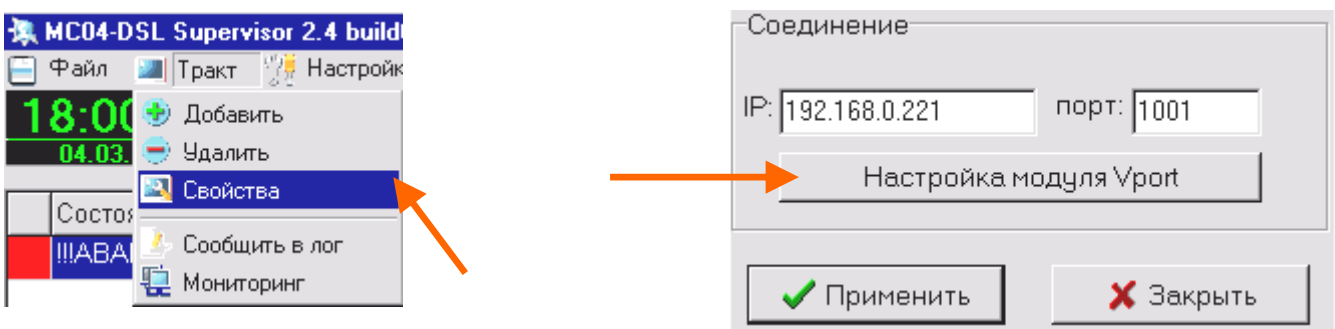 MC04-DSL Supervisor 2.4 build
Файл Тракт Настройк
18:00
04.03.
Добавить
Удалить
Свойства
Состоя
!!!АВА
Сообщить в лог
Мониторинг
Соединение
IP: 192.168.0.221 порт: 1001
Настройка модуля Vport
Применить Закрыть